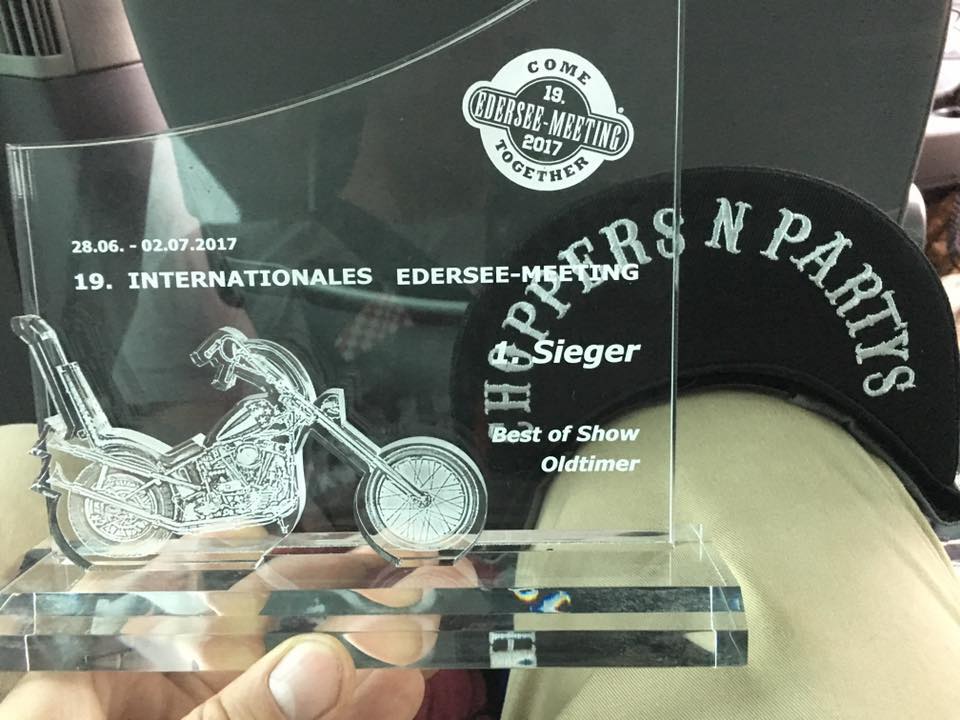 COME
19.
EDERSEE-MEETING
2017
TOGETHER
28.06. - 02.07.2017
19. INTERNATIONALES EDERSEE-MEETING
1. Sieger
Best of Show
Oldtimer
CHOPPERS N PARTYS